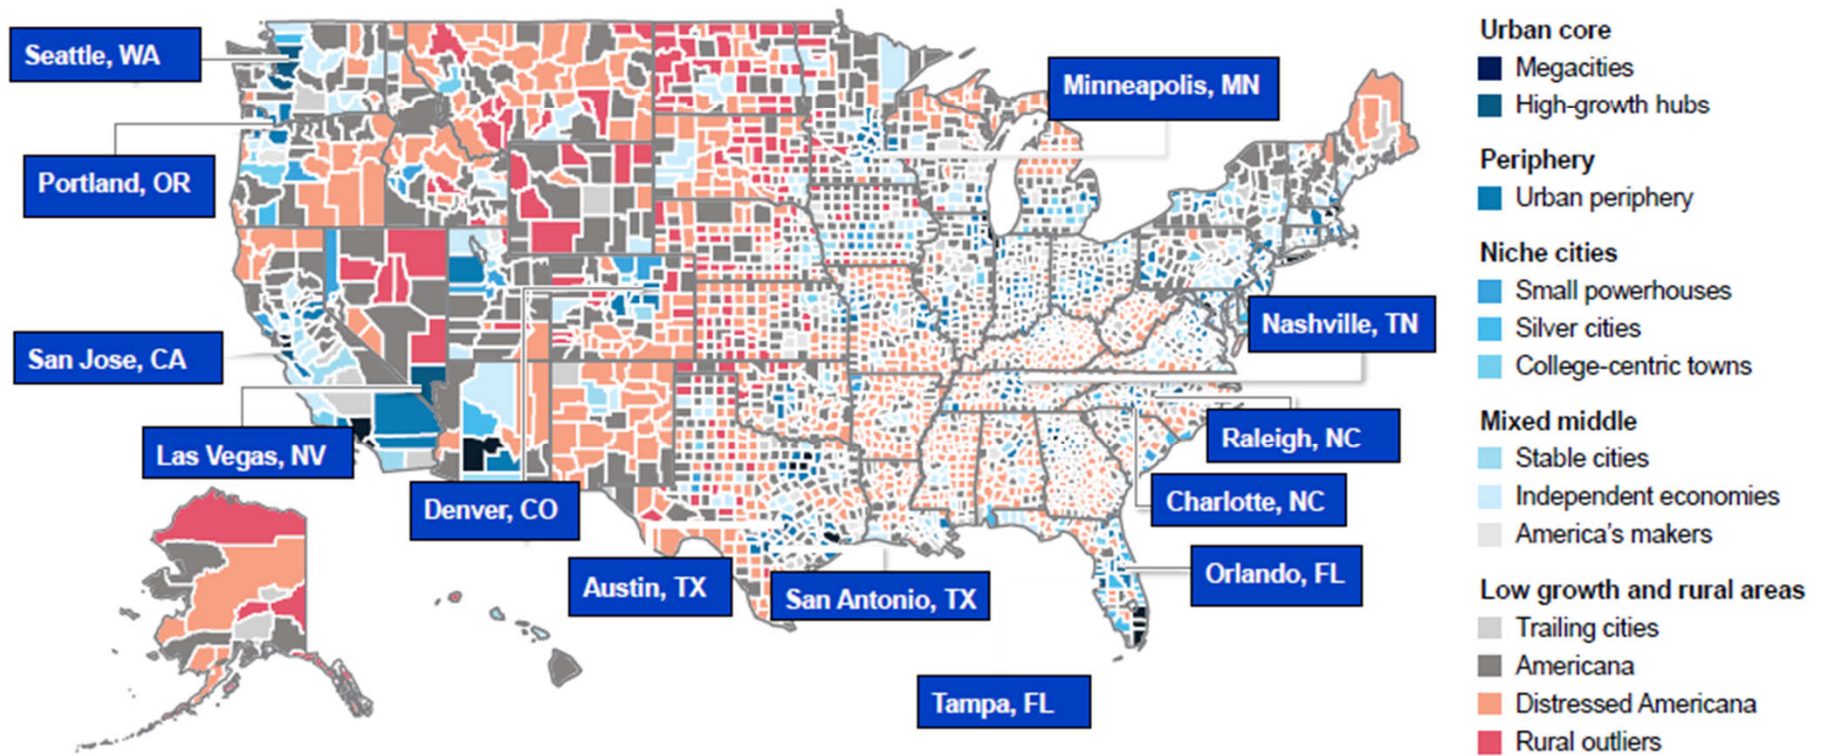 Seattle, WA
Portland, OR
San Jose, CA
Las Vegas, NV
Denver, CO
Austin, TX
San Antonio, TX
Tampa, FL
Orlando, FL
Charlotte, NC
Raleigh, NC
Nashville, TN
Minneapolis, MN
Urban core
Megacities
High-growth hubs
Periphery
Urban periphery
Niche cities
Small powerhouses
Silver cities
College-centric towns
Mixed middle
Stable cities
Independent economies
America's makers
Low growth and rural areas
Trailing cities
Americana
Distressed Americana
Rural outliers